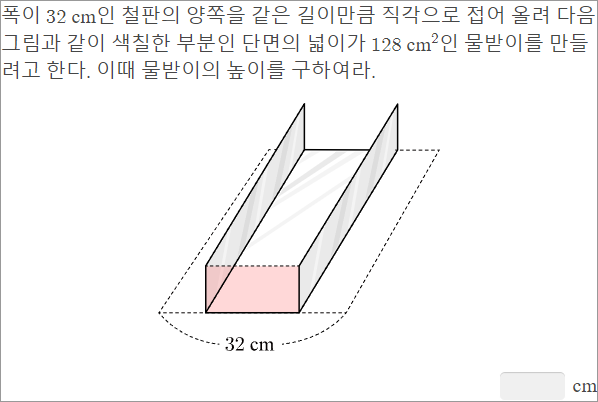 폭이 32 cm인 철판의 양쪽을 같은 길이만큼 직각으로 접어 올려 다음
그림과 같이 색칠한 부분인 단면의 넓이가 128 cm²인 물받이를 만들
려고 한다. 이때 물받이의 높이를 구하여라.
32 cm
cm